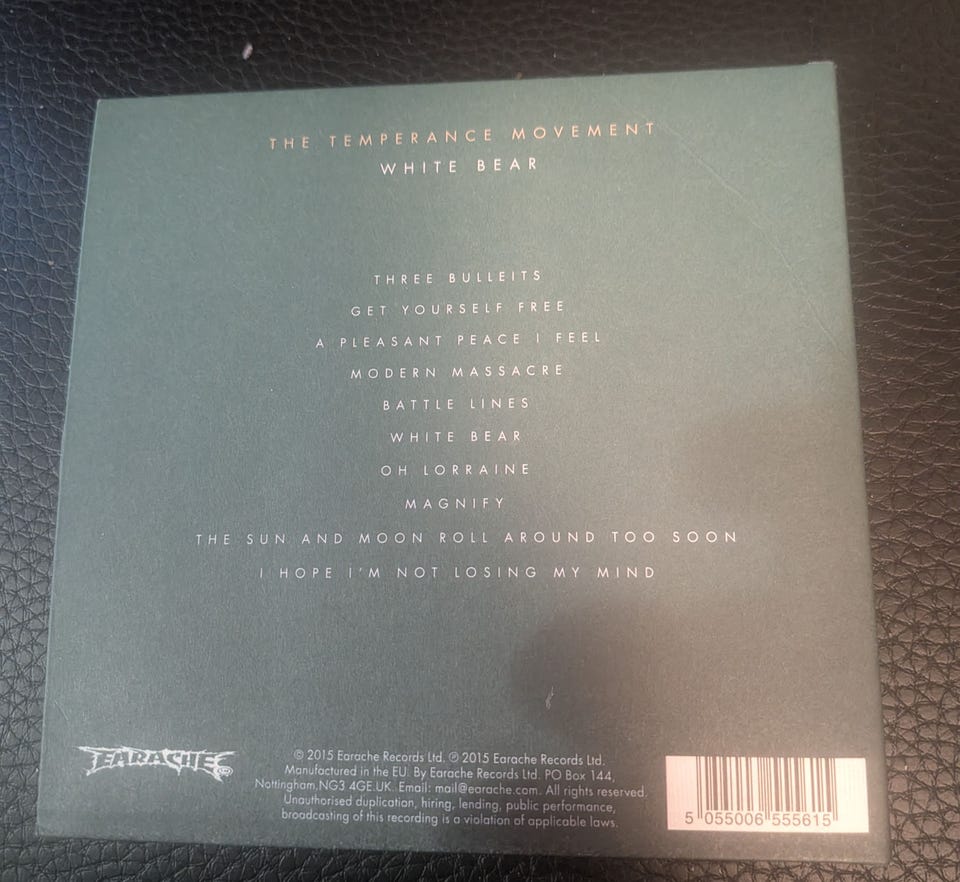 THE TEMPERANCE MOVEMENT
WHITE BEAR
THREE BULLEITS
GET YOURSELF FREE
A PLEASANT PEACE I FEEL
MODERN MASSACRE
BATTLE LINES
WHITE BEAR
OH LORRAINE
MAGNIFY
THE SUN AND MOON ROLL AROUND TOO SOON
I HOPE I'M NOT LOSING MY MIND
EARACHE
© 2015 Earache Records Ltd. ℗ 2015 Earache Records Ltd.
Manufactured in the EU. By Earache Records Ltd. PO Box 144,
Nottingham,NG3 4GE.UK. Email: mail@earache.com. All rights reserved.
Unauthorised duplication, hiring, lending, public performance,
broadcasting of this recording is a violation of applicable laws.
5 055006 555615